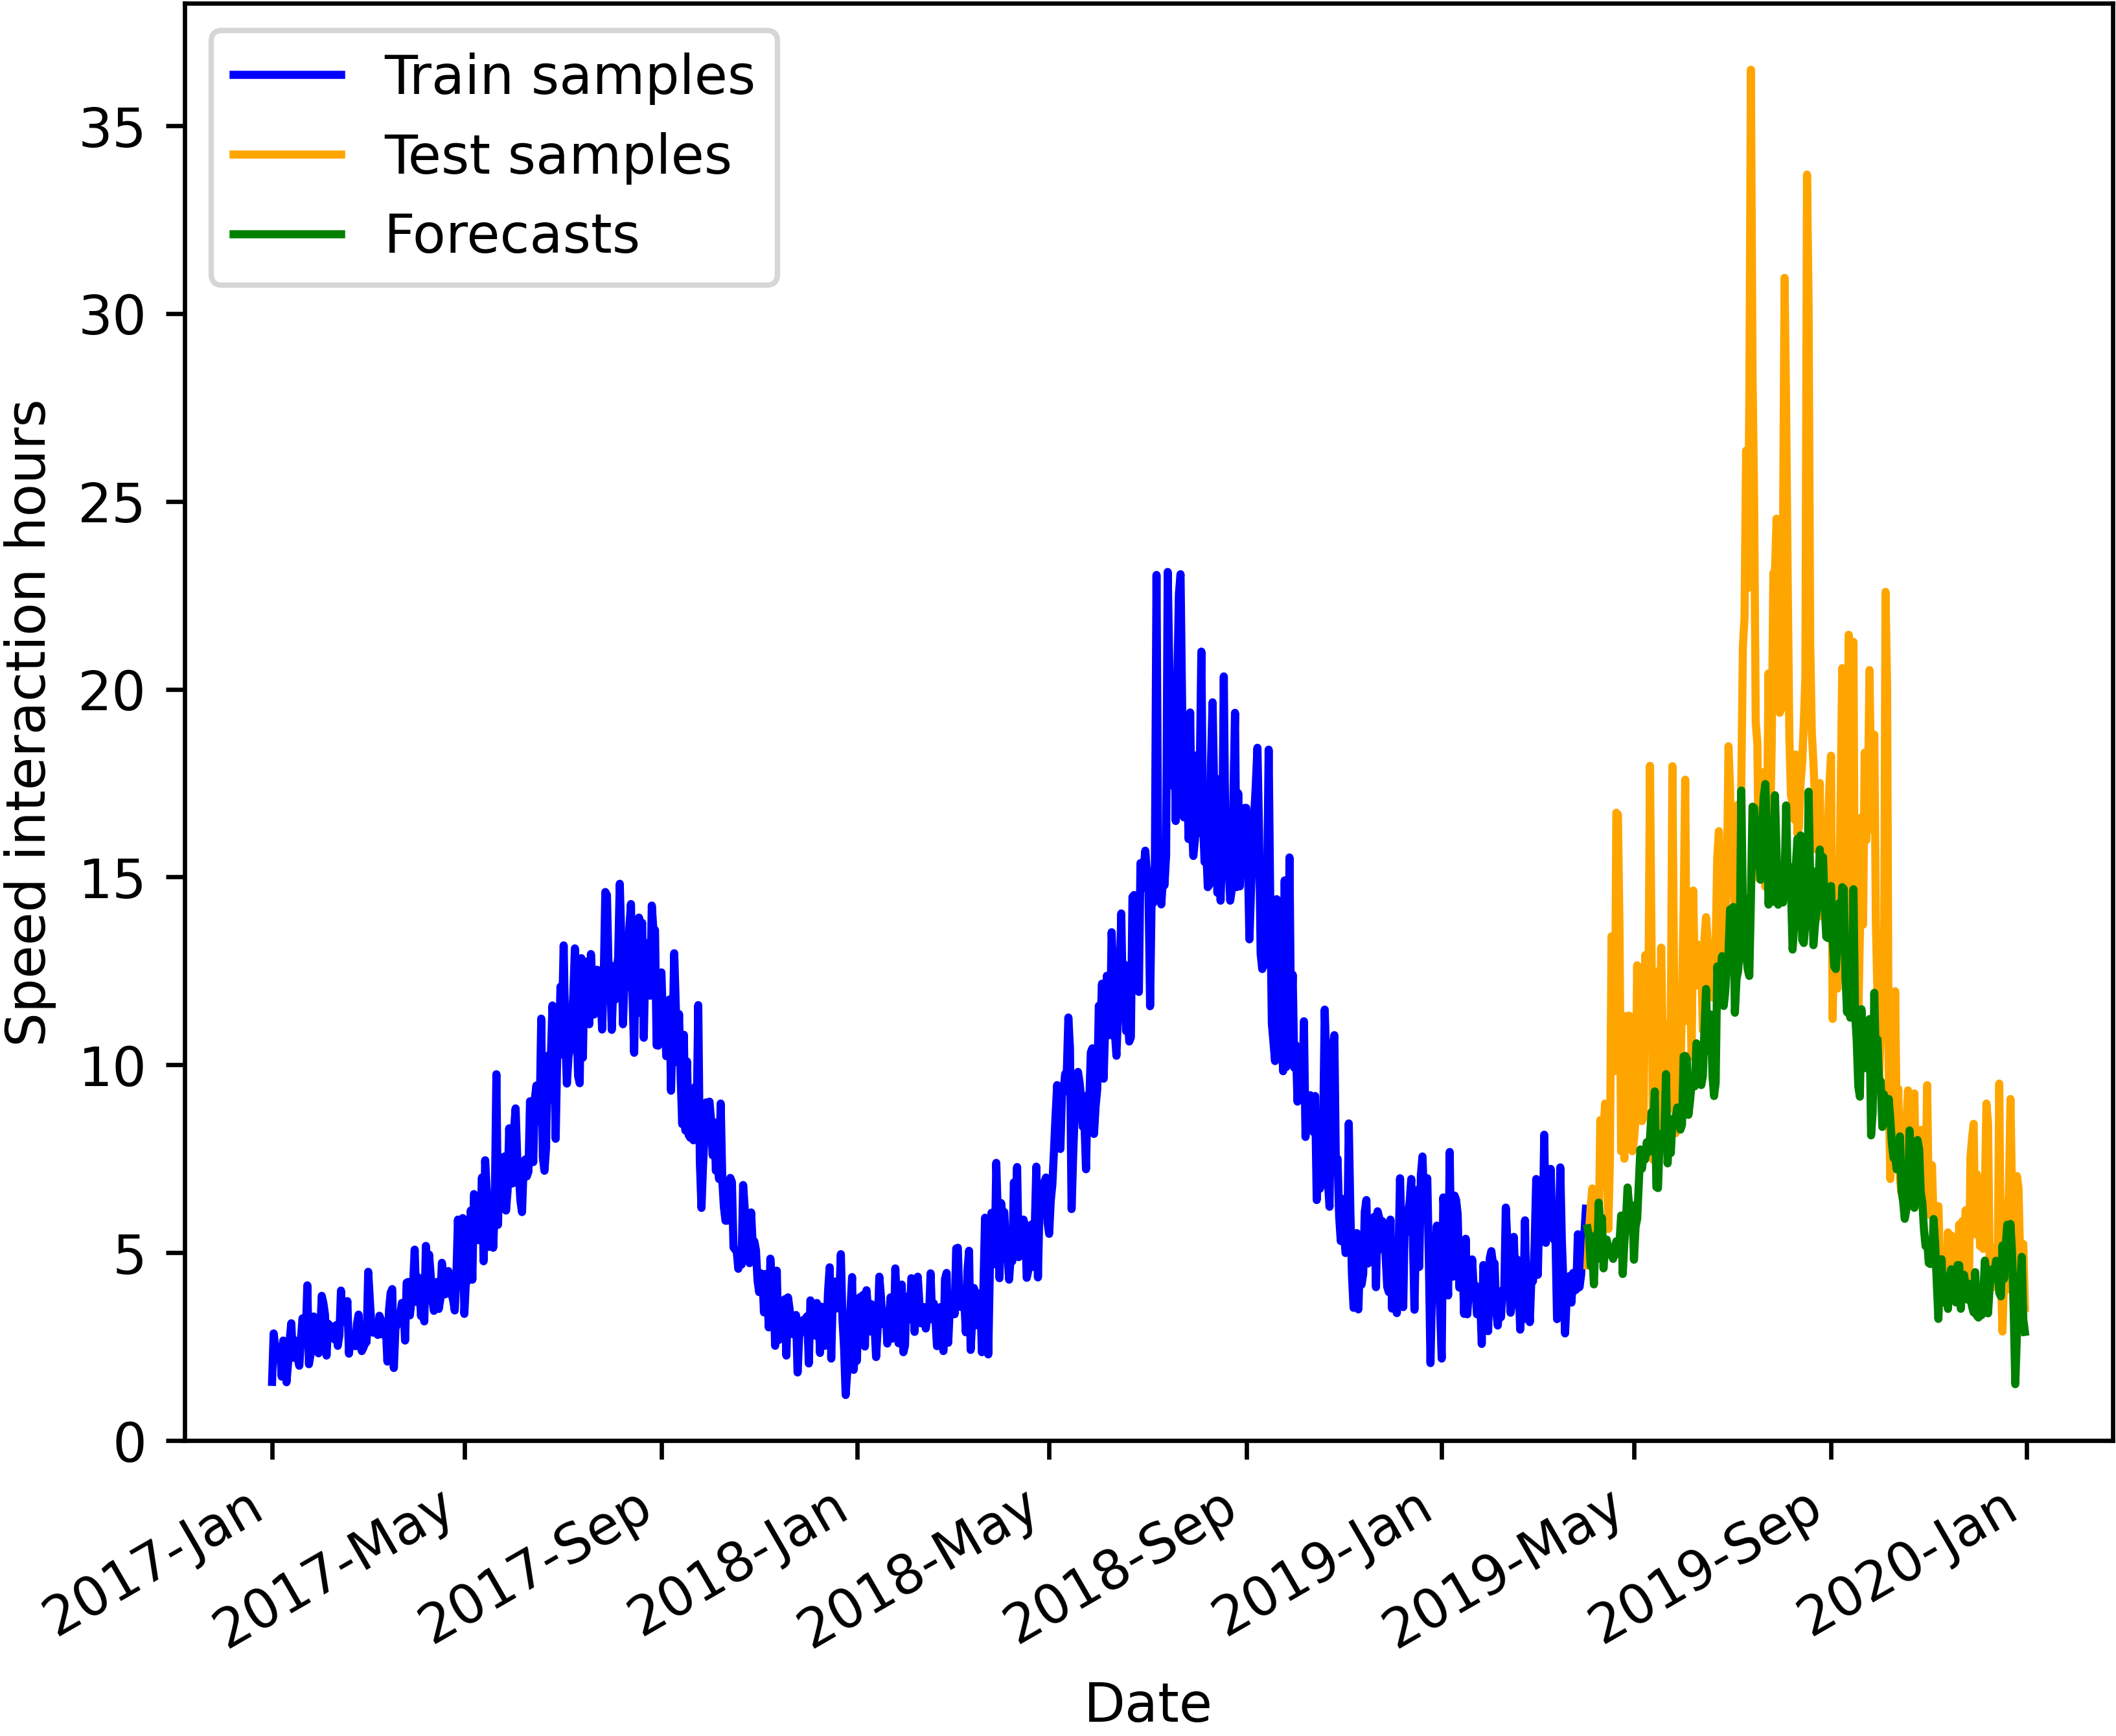 Train samples
Test samples
Forecasts
35
30
25
20
15
10
5
0
Speed interaction hours
2017-Jan
2017-May
2017-Sep
2018-Jan
2018-May
2018-Sep
2019-Jan
2019-May
2019-Sep
2020-Jan
Date